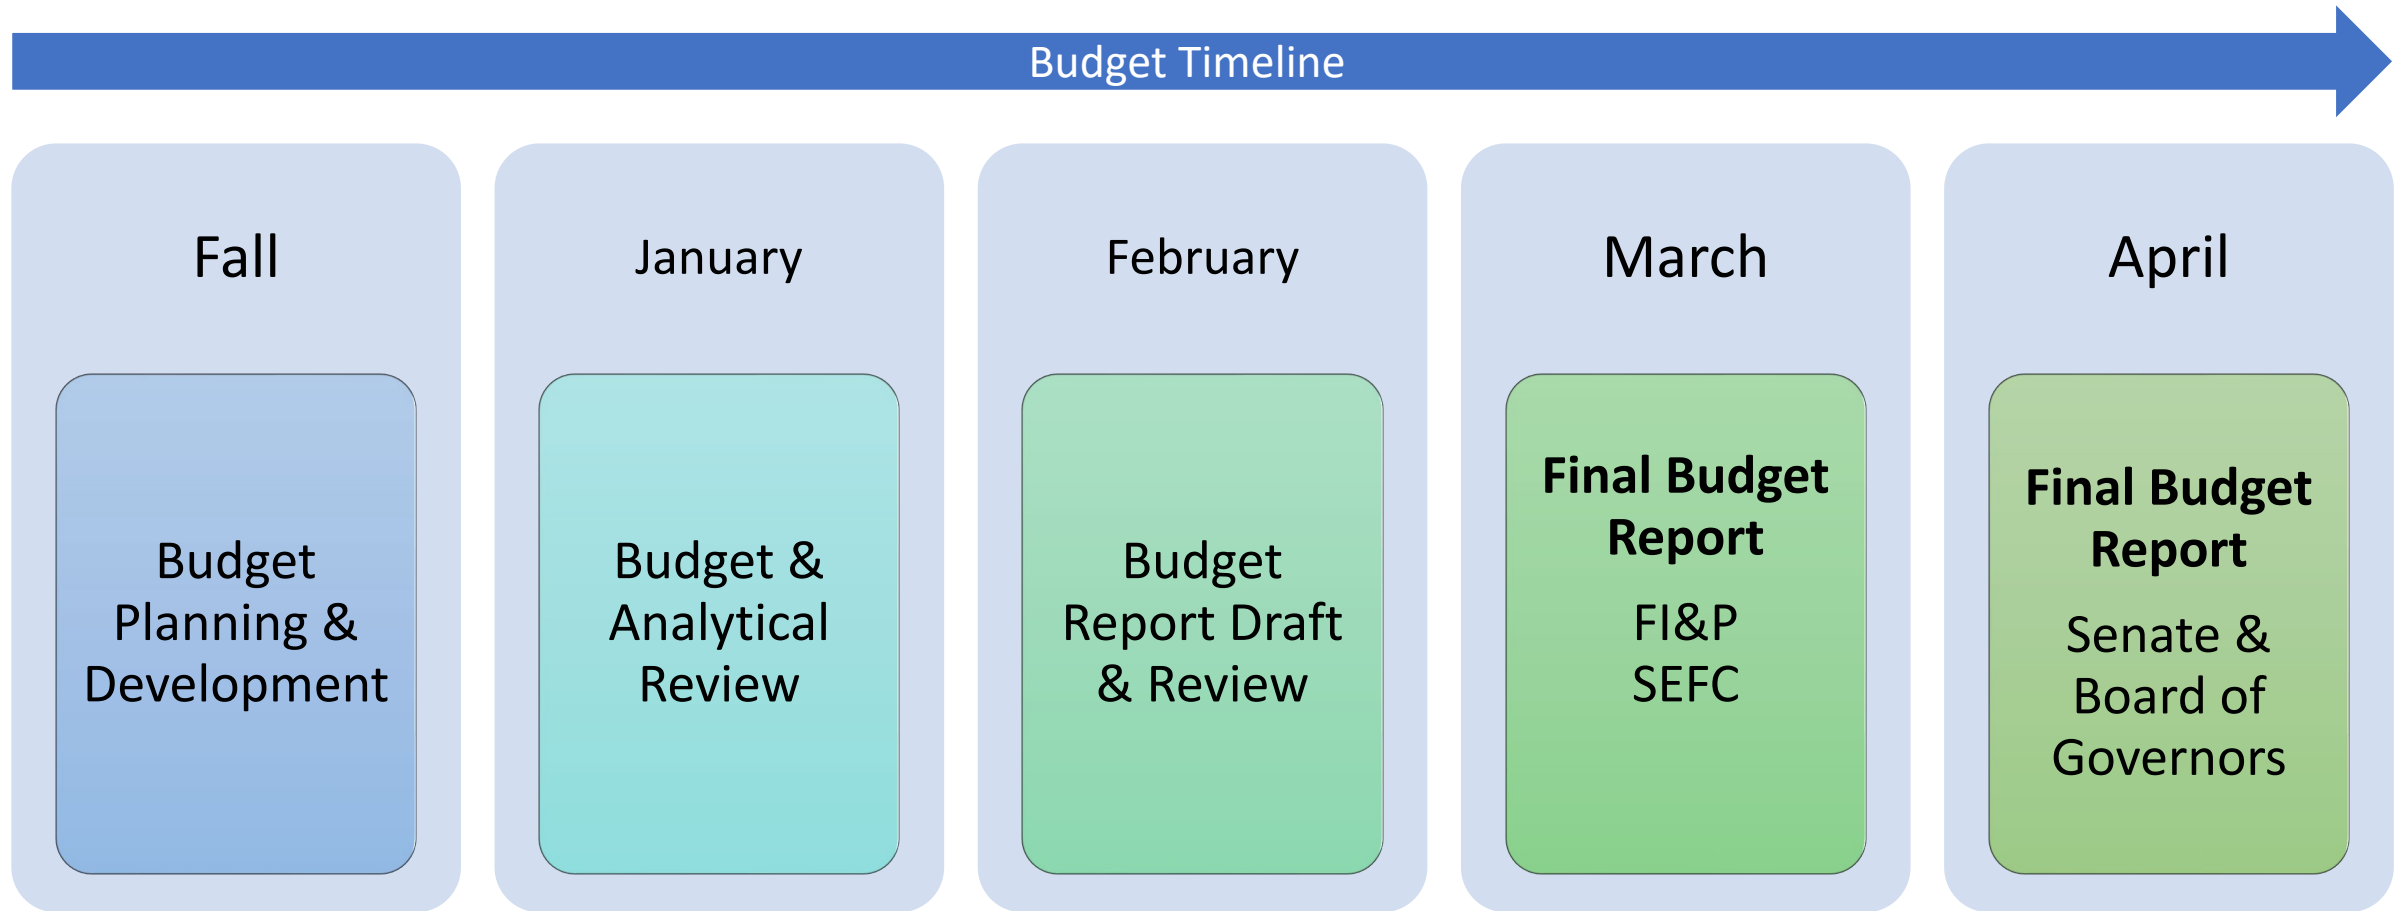 Budget Timeline
Fall
January
February
March
April
Budget
Planning &
Development
Budget &
Analytical
Review
Budget
Report Draft
& Review
Final Budget
Report
FI&P
SEFC
Final Budget
Report
Senate &
Board of
Governors